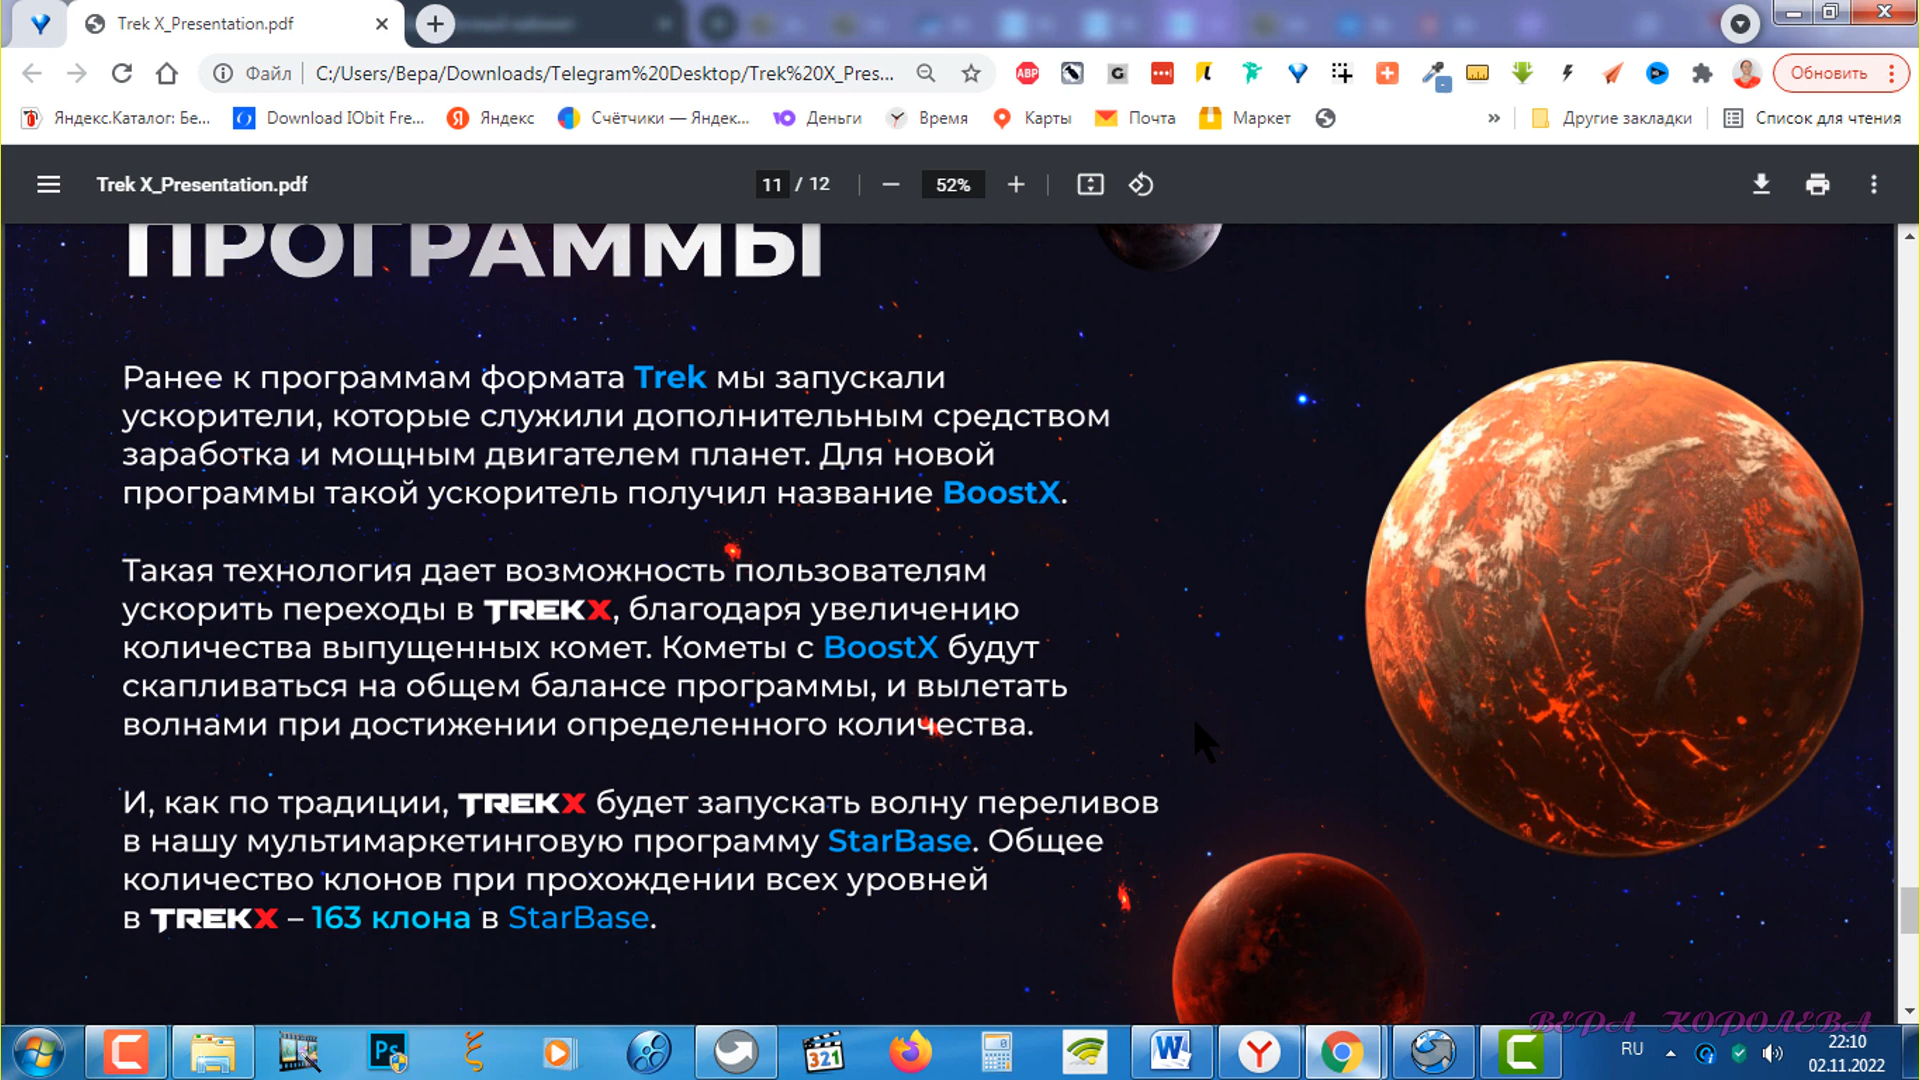 Trek X_Presentation.pdf
Файл
C:/Users/Вера/Downloads/Telegram%20Desktop/Trek%20X_Pres...
ABP
G
Обновить
Яндекс.Каталог: Бе...
Download IObit Fre...
Яндекс
Счётчики — Яндек...
Деньги
Время
Карты
Почта
Маркет
»
Другие закладки
Список для чтения
Trek X_Presentation.pdf
11 / 12
52%
ПРОГРАММЫ
Ранее к программам формата Trek мы запускали
ускорители, которые служили дополнительным средством
заработка и мощным двигателем планет. Для новой
программы такой ускоритель получил название BoostX.
Такая технология дает возможность пользователям
ускорить переходы в TREKX, благодаря увеличению
количества выпущенных комет. Кометы с BoostX будут
скапливаться на общем балансе программы, и вылетать
волнами при достижении определенного количества.
И, как по традиции, TREKX будет запускать волну переливов
в нашу мультимаркетинговую программу StarBase. Общее
количество клонов при прохождении всех уровней
в TREKX – 163 клона в StarBase.
ВЕРА КОРОЛЕВА
Ps
321
W
RU
22:10
02.11.2022